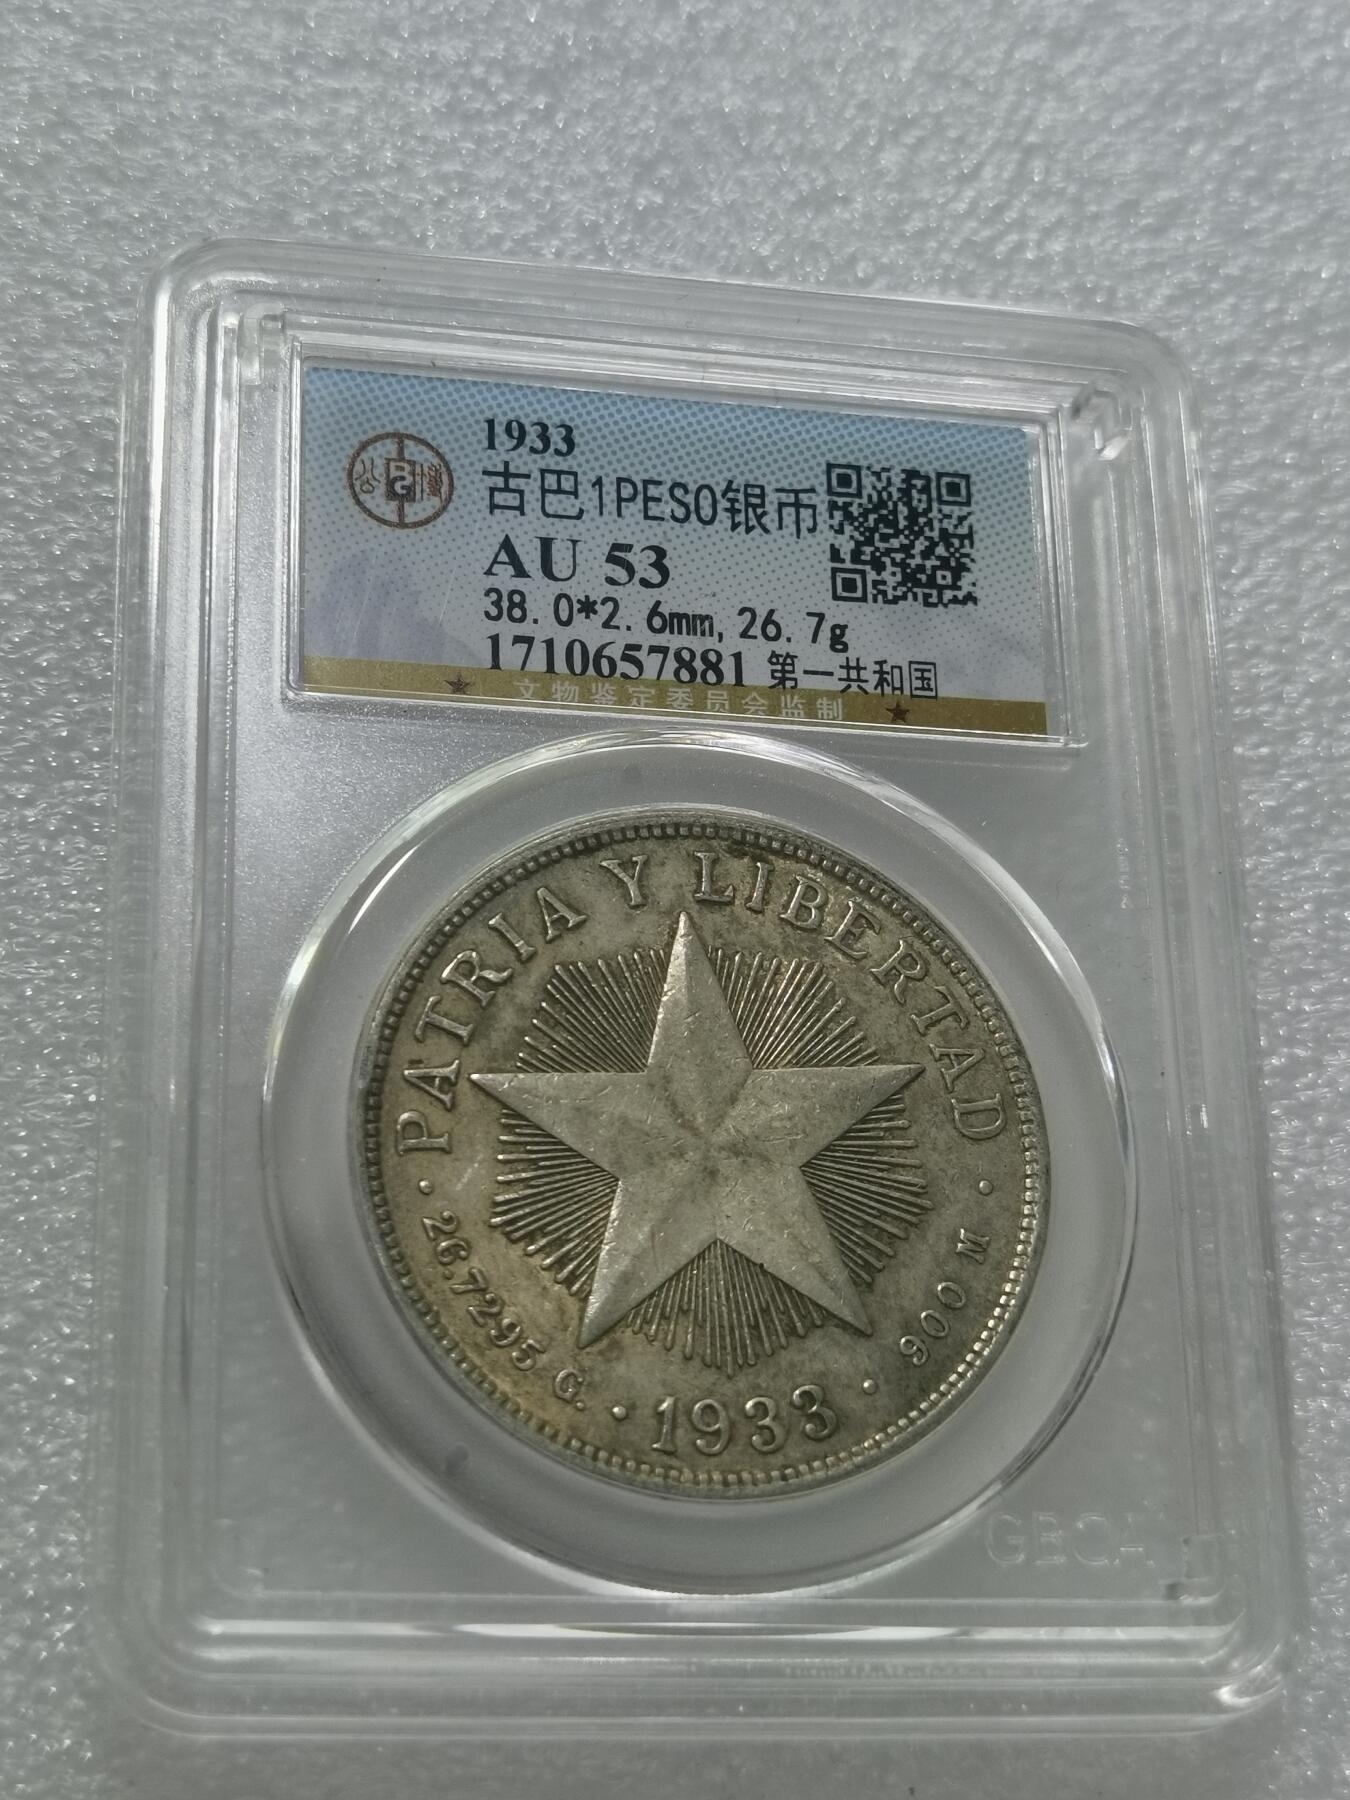 1933
古巴1PESO银币
AU 53
38.0*2.6mm,26.7g
1710657881 第一共和国
文物鉴定委员会监制
公博
PATRIA Y LIBERTAD
26.7295 G. · 1933 · 900 M
GBCA